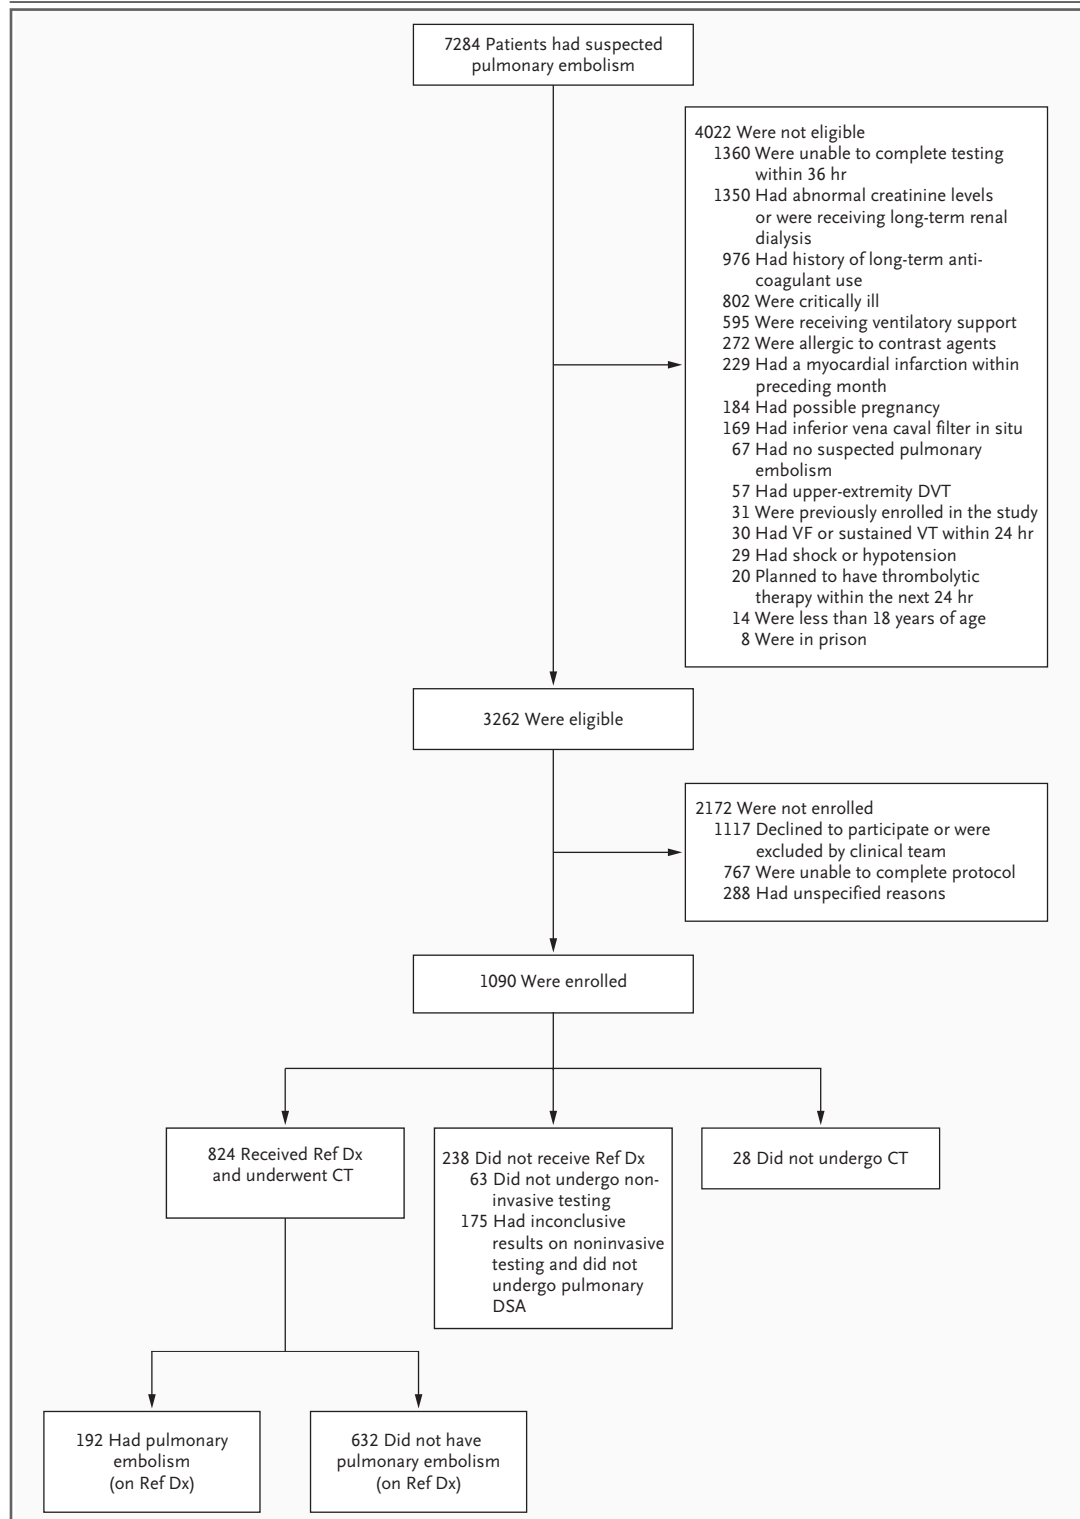 7284 Patients had suspected
pulmonary embolism
4022 Were not eligible
1360 Were unable to complete testing
within 36 hr
1350 Had abnormal creatinine levels
or were receiving long-term renal
dialysis
976 Had history of long-term anti-
coagulant use
802 Were critically ill
595 Were receiving ventilatory support
272 Were allergic to contrast agents
229 Had a myocardial infarction within
preceding month
184 Had possible pregnancy
169 Had inferior vena caval filter in situ
67 Had no suspected pulmonary
embolism
57 Had upper-extremity DVT
31 Were previously enrolled in the study
30 Had VF or sustained VT within 24 hr
29 Had shock or hypotension
20 Planned to have thrombolytic
therapy within the next 24 hr
14 Were less than 18 years of age
8 Were in prison
3262 Were eligible
2172 Were not enrolled
1117 Declined to participate or were
excluded by clinical team
767 Were unable to complete protocol
288 Had unspecified reasons
1090 Were enrolled
824 Received Ref Dx
and underwent CT
238 Did not receive Ref Dx
63 Did not undergo non-
invasive testing
175 Had inconclusive
results on noninvasive
testing and did not
undergo pulmonary
DSA
28 Did not undergo CT
192 Had pulmonary
embolism
(on Ref Dx)
632 Did not have
pulmonary embolism
(on Ref Dx)